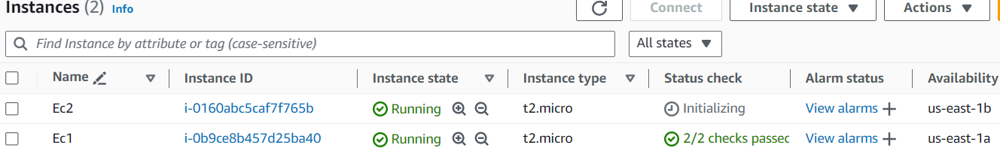 Instances (2) Info Connect Instance state Actions
Find Instance by attribute or tag (case-sensitive) All states
Name Instance ID Instance state Instance type Status check Alarm status Availability
Ec2 i-0160abc5caf7f765b Running t2.micro Initializing View alarms us-east-1b
Ec1 i-0b9ce8b457d25ba40 Running t2.micro 2/2 checks passec View alarms us-east-1a